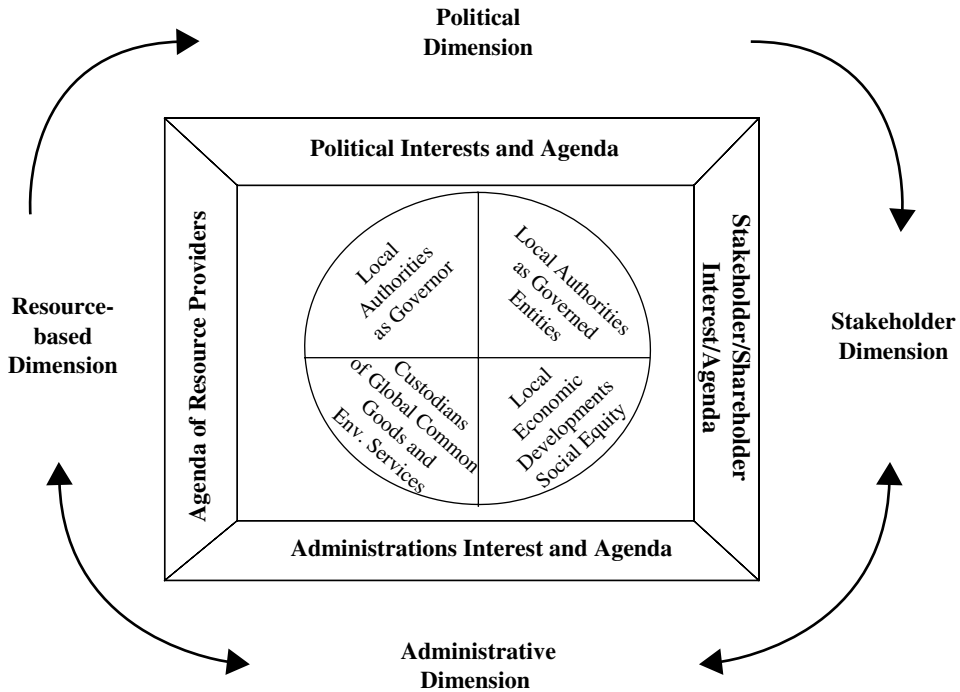 Political
Dimension
Political Interests and Agenda
Resource-
based
Dimension
Agenda of Resource Providers
Local
Authorities
as Governor
Local Authorities
as Governed
Entities
Custodians
of Global Common
Goods and
Env. Services
Local
Economic
Developments
Social Equity
Stakeholder/Shareholder
Interest/Agenda
Stakeholder
Dimension
Administrations Interest and Agenda
Administrative
Dimension